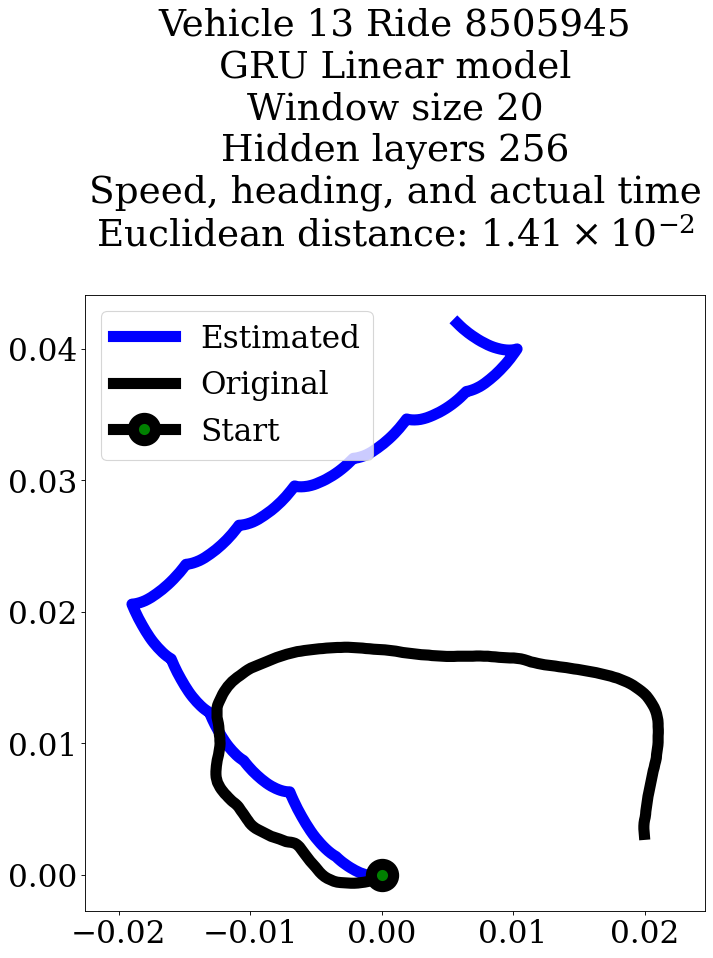 Vehicle 13 Ride 8505945
GRU Linear model
Window size 20
Hidden layers 256
Speed, heading, and actual time
Euclidean distance: 1.41 × 10⁻²
Estimated
Original
Start
0.04
0.03
0.02
0.01
0.00
−0.02 −0.01 0.00 0.01 0.02